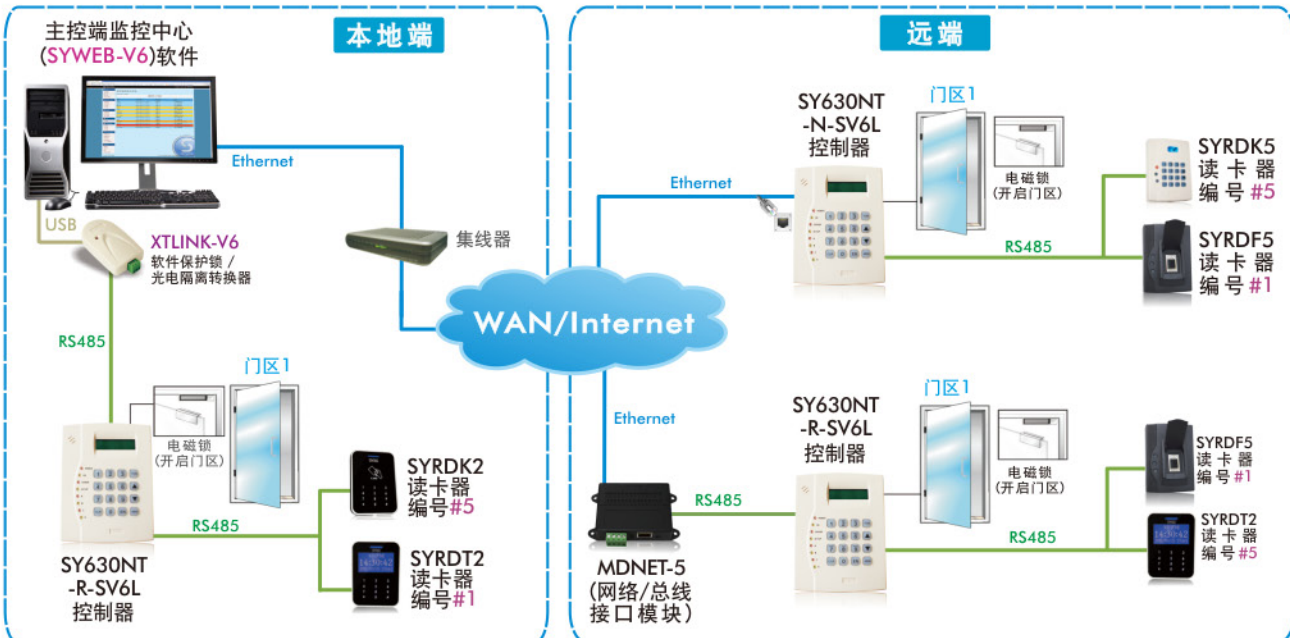 本地端
主控端监控中心
(SYWEB-V6)软件
Ethernet
USB
XTLINK-V6
软件保护锁 /
光电隔离转换器
集线器
RS485
门区1
电磁锁
(开启门区)
SY630NT
-R-SV6L
控制器
RS485
SYRDK2
读卡器
编号#5
SYRDT2
读卡器
编号#1
WAN/Internet
远端
SY630NT
-N-SV6L
控制器
Ethernet
门区1
电磁锁
(开启门区)
RS485
SYRDK5
读卡器
编号#5
SYRDF5
读卡器
编号#1
Ethernet
MDNET-5
(网络/总线
接口模块)
RS485
SY630NT
-R-SV6L
控制器
门区1
电磁锁
(开启门区)
RS485
SYRDF5
读卡器
编号#1
SYRDT2
读卡器
编号#5